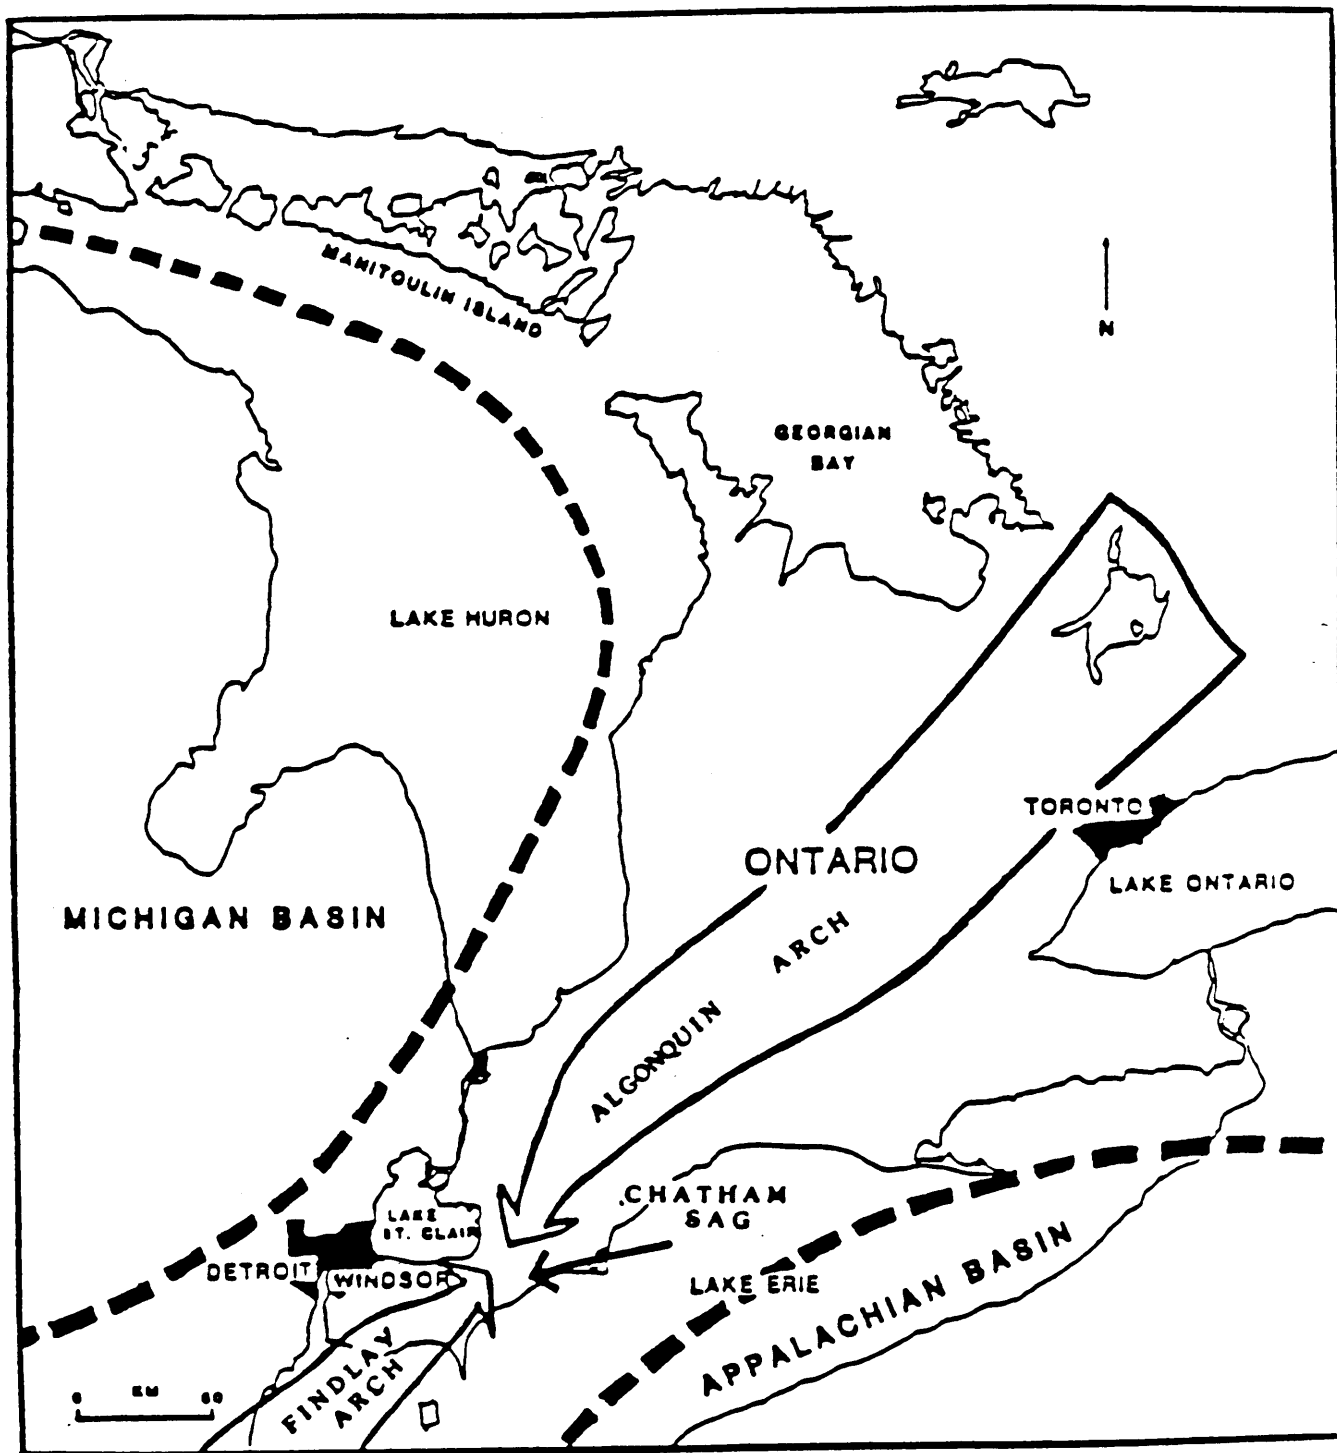 MANITOULIN ISLAND
N
GEORGIAN
BAY
LAKE HURON
TORONTO
ONTARIO
LAKE ONTARIO
MICHIGAN BASIN
ALGONQUIN ARCH
CHATHAM
SAG
LAKE
ST. CLAIR
DETROIT
WINDSOR
LAKE ERIE
APPALACHIAN BASIN
FINDLAY
ARCH
0 KM 60